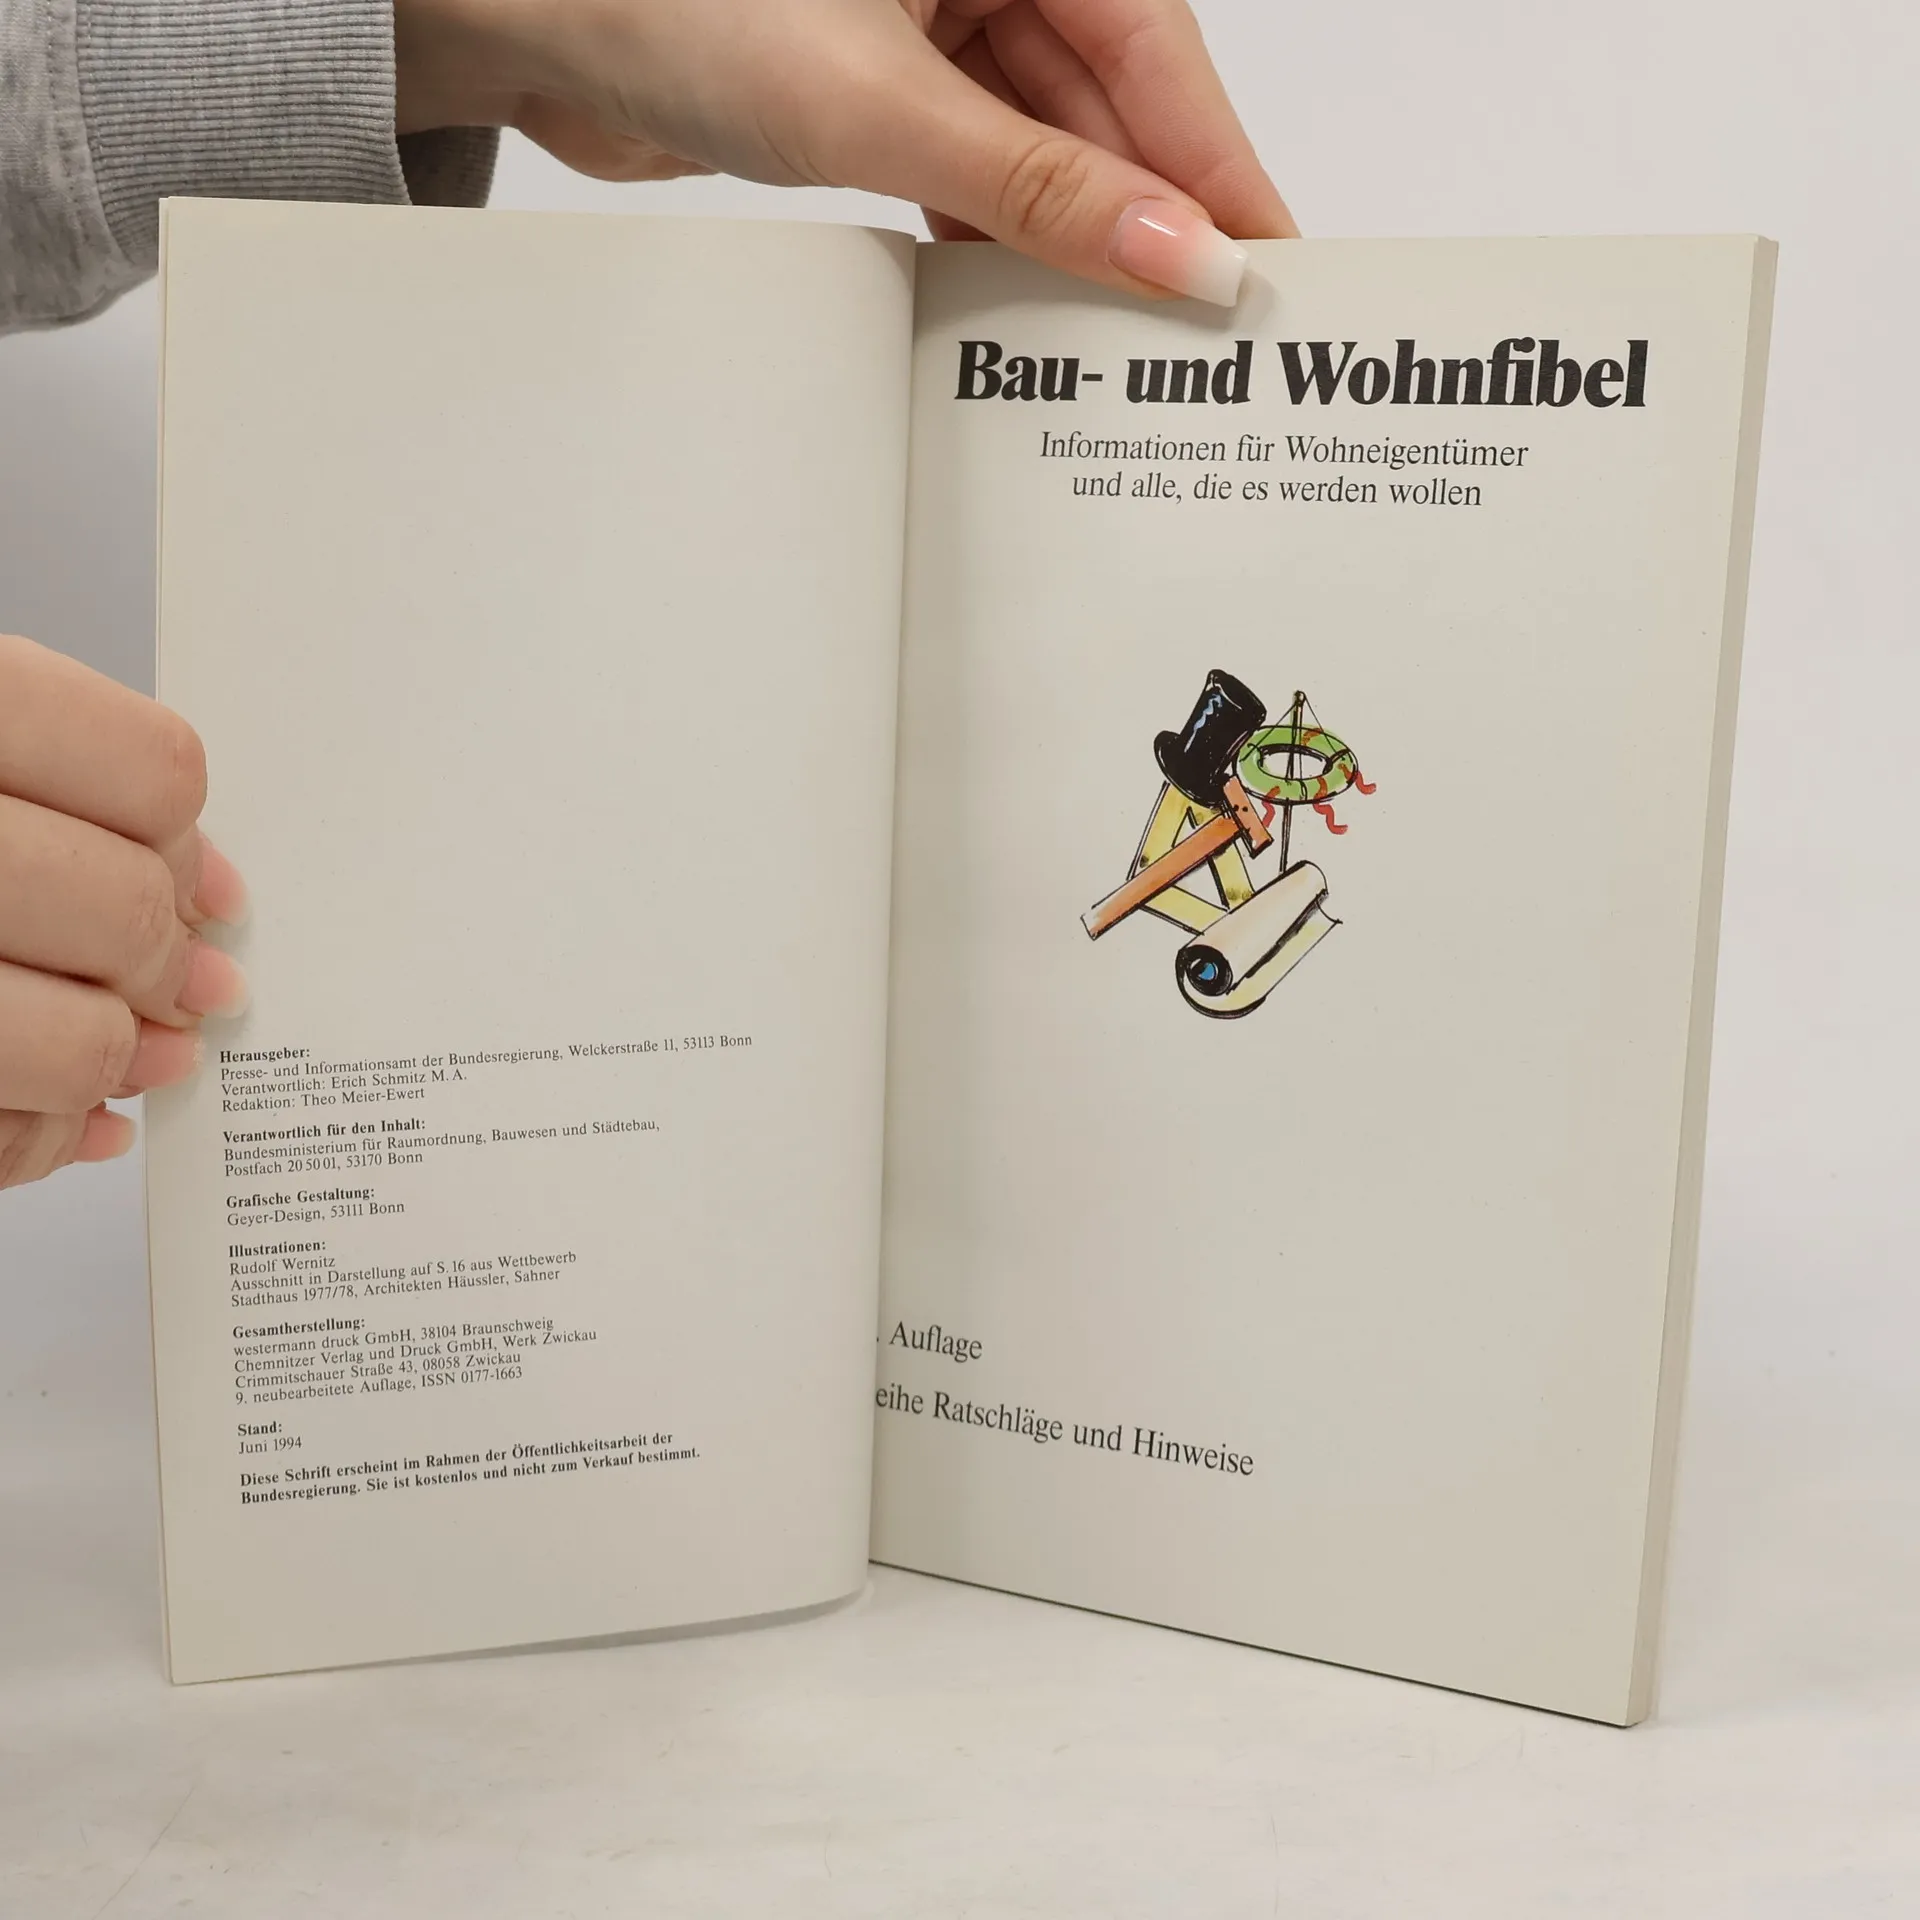 Herausgeber:
Presse- und Informationsamt der Bundesregierung, Welckerstraße 11, 53113 Bonn
Verantwortlich: Erich Schmitz M. A.
Redaktion: Theo Meier-Ewert
Verantwortlich für den Inhalt:
Bundesministerium für Raumordnung, Bauwesen und Städtebau,
Postfach 20 50 01, 53170 Bonn
Grafische Gestaltung:
Geyer-Design, 53111 Bonn
Illustrationen:
Rudolf Wernitz
Ausschnitt in Darstellung auf S. 16 aus Wettbewerb
Stadthaus 1977/78, Architekten Häussler, Sahner
Gesamtherstellung:
westermann druck GmbH, 38104 Braunschweig
Chemnitzer Verlag und Druck GmbH, Werk Zwickau
Crimmitschauer Straße 43, 08058 Zwickau
9. neubearbeitete Auflage, ISSN 0177-1663
Stand:
Juni 1994
Diese Schrift erscheint im Rahmen der Öffentlichkeitsarbeit der
Bundesregierung. Sie ist kostenlos und nicht zum Verkauf bestimmt.
Bau- und Wohnfibel
Informationen für Wohneigentümer
und alle, die es werden wollen
. Auflage
eihe Ratschläge und Hinweise